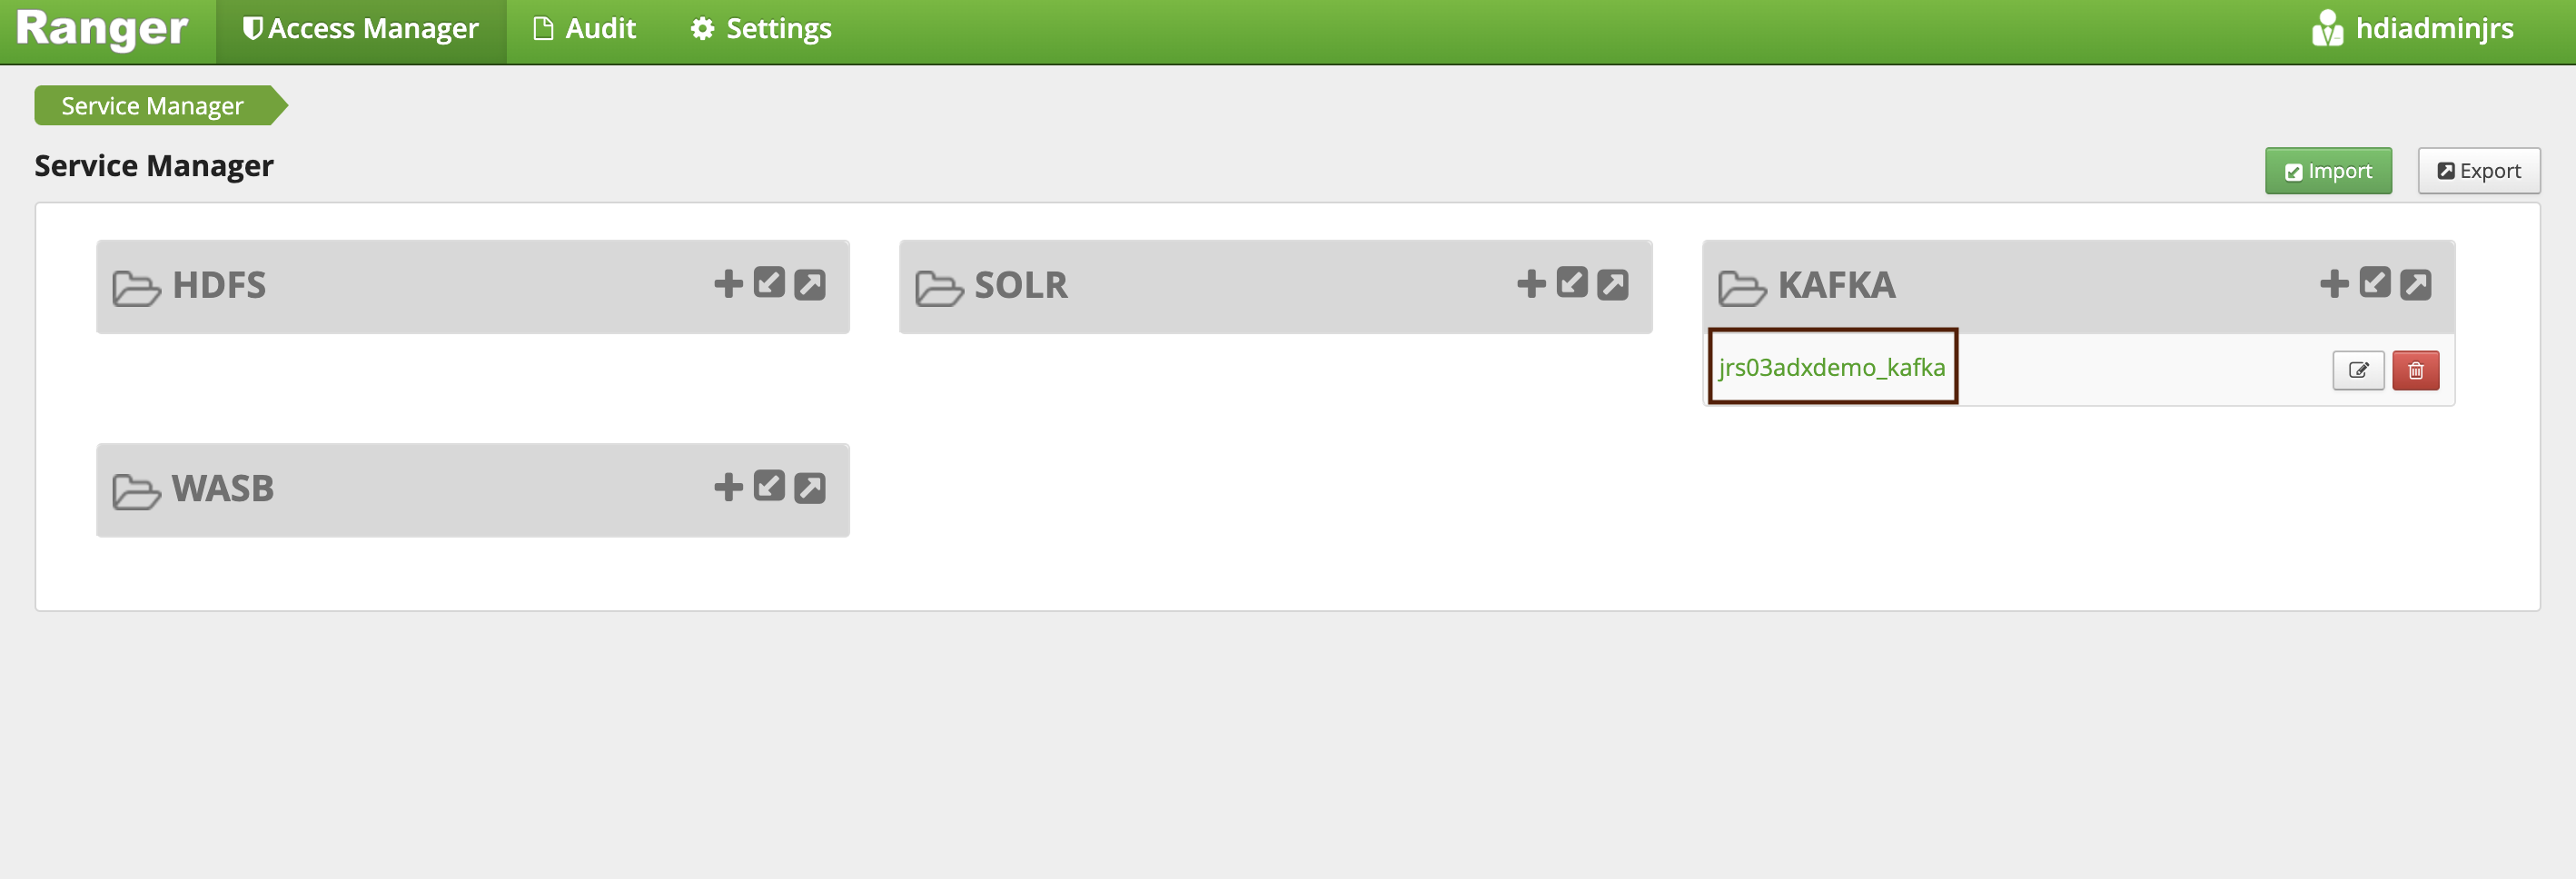 Ranger Access Manager Audit Settings hdiadminjrs
Service Manager
Service Manager Import Export
HDFS SOLR KAFKA
jrs03adxdemo_kafka
WASB